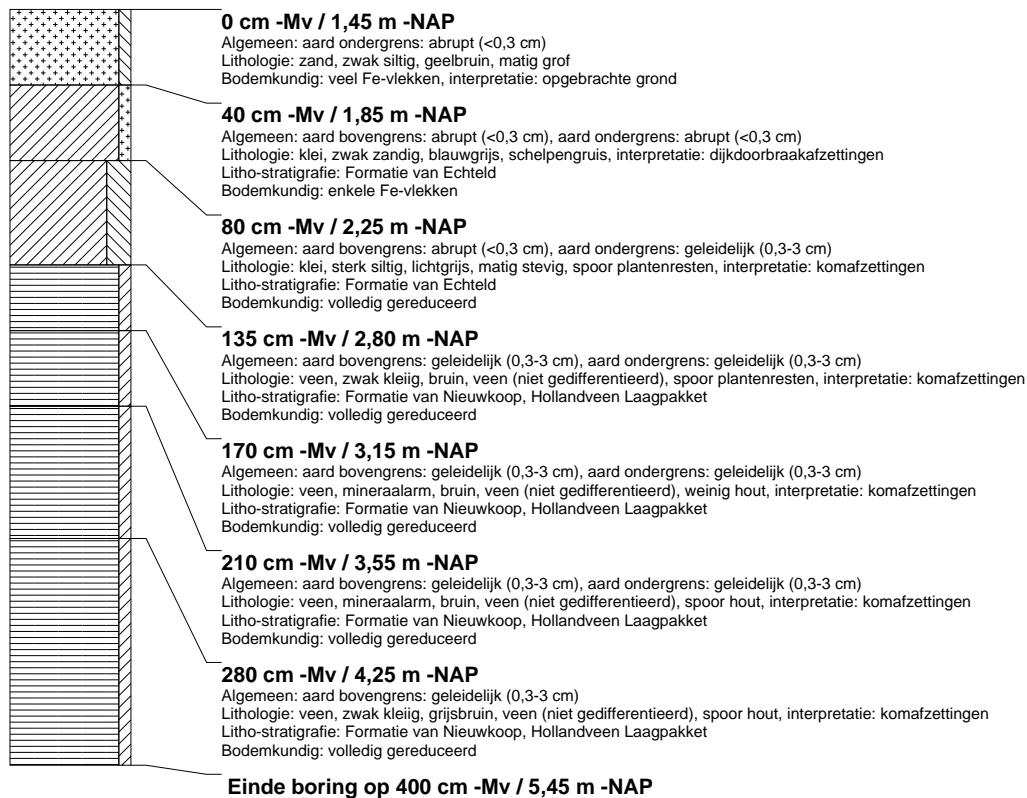 0 cm -Mv / 1,45 m -NAP
Algemeen: aard ondergrens: abrupt (<0,3 cm)
Lithologie: zand, zwak siltig, geelbruin, matig grof
Bodemkundig: veel Fe-vlekken, interpretatie: opgebrachte grond
40 cm -Mv / 1,85 m -NAP
Algemeen: aard bovengrens: abrupt (<0,3 cm), aard ondergrens: abrupt (<0,3 cm)
Lithologie: klei, zwak zandig, blauwgrijs, schelpengruis, interpretatie: dijkdoorbraakafzettingen
Litho-stratigrafie: Formatie van Echteld
Bodemkundig: enkele Fe-vlekken
80 cm -Mv / 2,25 m -NAP
Algemeen: aard bovengrens: abrupt (<0,3 cm), aard ondergrens: geleidelijk (0,3-3 cm)
Lithologie: klei, sterk siltig, lichtgrijs, matig stevig, spoor plantenresten, interpretatie: komafzettingen
Litho-stratigrafie: Formatie van Echteld
Bodemkundig: volledig gereduceerd
135 cm -Mv / 2,80 m -NAP
Algemeen: aard bovengrens: geleidelijk (0,3-3 cm), aard ondergrens: geleidelijk (0,3-3 cm)
Lithologie: veen, zwak kleiig, bruin, veen (niet gedifferentieerd), spoor plantenresten, interpretatie: komafzettingen
Litho-stratigrafie: Formatie van Nieuwkoop, Hollandveen Laagpakket
Bodemkundig: volledig gereduceerd
170 cm -Mv / 3,15 m -NAP
Algemeen: aard bovengrens: geleidelijk (0,3-3 cm), aard ondergrens: geleidelijk (0,3-3 cm)
Lithologie: veen, mineraalarm, bruin, veen (niet gedifferentieerd), weinig hout, interpretatie: komafzettingen
Litho-stratigrafie: Formatie van Nieuwkoop, Hollandveen Laagpakket
Bodemkundig: volledig gereduceerd
210 cm -Mv / 3,55 m -NAP
Algemeen: aard bovengrens: geleidelijk (0,3-3 cm), aard ondergrens: geleidelijk (0,3-3 cm)
Lithologie: veen, mineraalarm, bruin, veen (niet gedifferentieerd), spoor hout, interpretatie: komafzettingen
Litho-stratigrafie: Formatie van Nieuwkoop, Hollandveen Laagpakket
Bodemkundig: volledig gereduceerd
280 cm -Mv / 4,25 m -NAP
Algemeen: aard bovengrens: geleidelijk (0,3-3 cm)
Lithologie: veen, zwak kleiig, grijsbruin, veen (niet gedifferentieerd), spoor hout, interpretatie: komafzettingen
Litho-stratigrafie: Formatie van Nieuwkoop, Hollandveen Laagpakket
Bodemkundig: volledig gereduceerd
Einde boring op 400 cm -Mv / 5,45 m -NAP